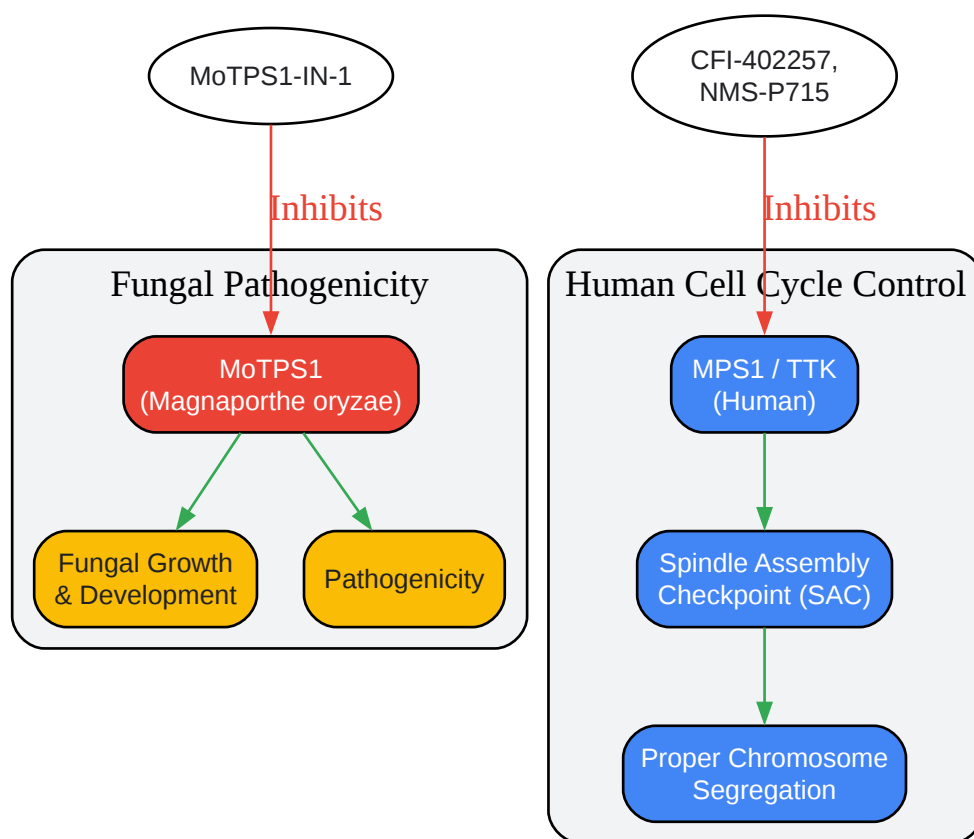 MoTPS1-IN-1
Inhibits
Fungal Pathogenicity
MoTPS1
(Magnaporthe oryzae)
Fungal Growth
& Development
Pathogenicity
CFI-402257,
NMS-P715
Inhibits
Human Cell Cycle Control
MPS1 / TTK
(Human)
Spindle Assembly
Checkpoint (SAC)
Proper Chromosome
Segregation